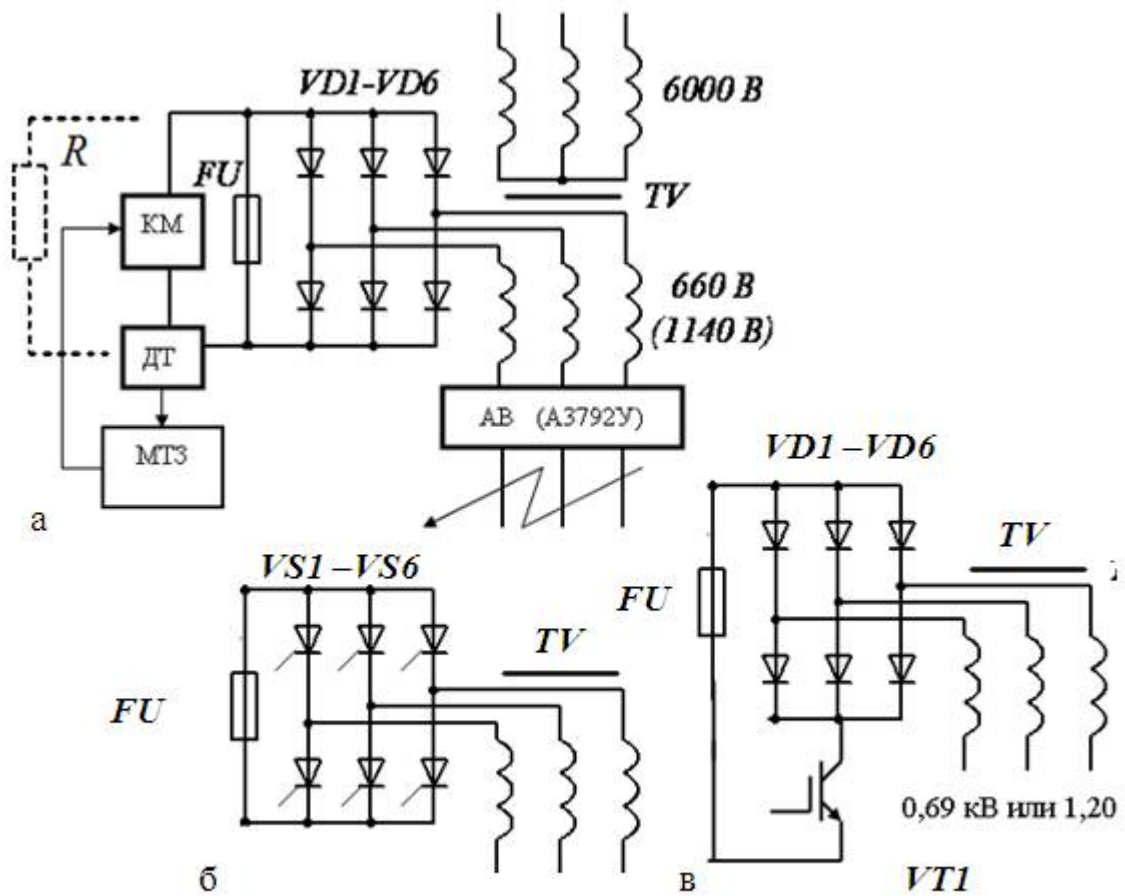 6000 В
VD1-VD6
R
FU
КМ
TV
660 В
(1140 В)
ДТ
АВ (А3792У)
МТЗ
а
VD1 –VD6
VS1 –VS6
TV
FU
TV
FU
0,69 кВ или 1,20
б
в
VT1